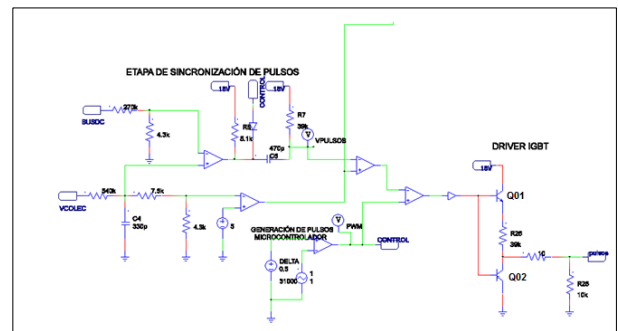 ETAPA DE SINCRONIZACIÓN DE PULSOS
15V
CONTROL
15V
270k
BUSDC
4.3k
R8
5.1k
R7
39k
VPULSOS
470p
C5
V
DRIVER IGBT
15V
Q01
R26
39k
Q02
10
pulsos
R25
10k
540k
7.5k
VCOLEC
C4
330p
4.3k
5
GENERACIÓN DE PULSOS
MICROCONTROLADOR
V
PWM
CONTROL
DELTA
0.5
1
31000
1